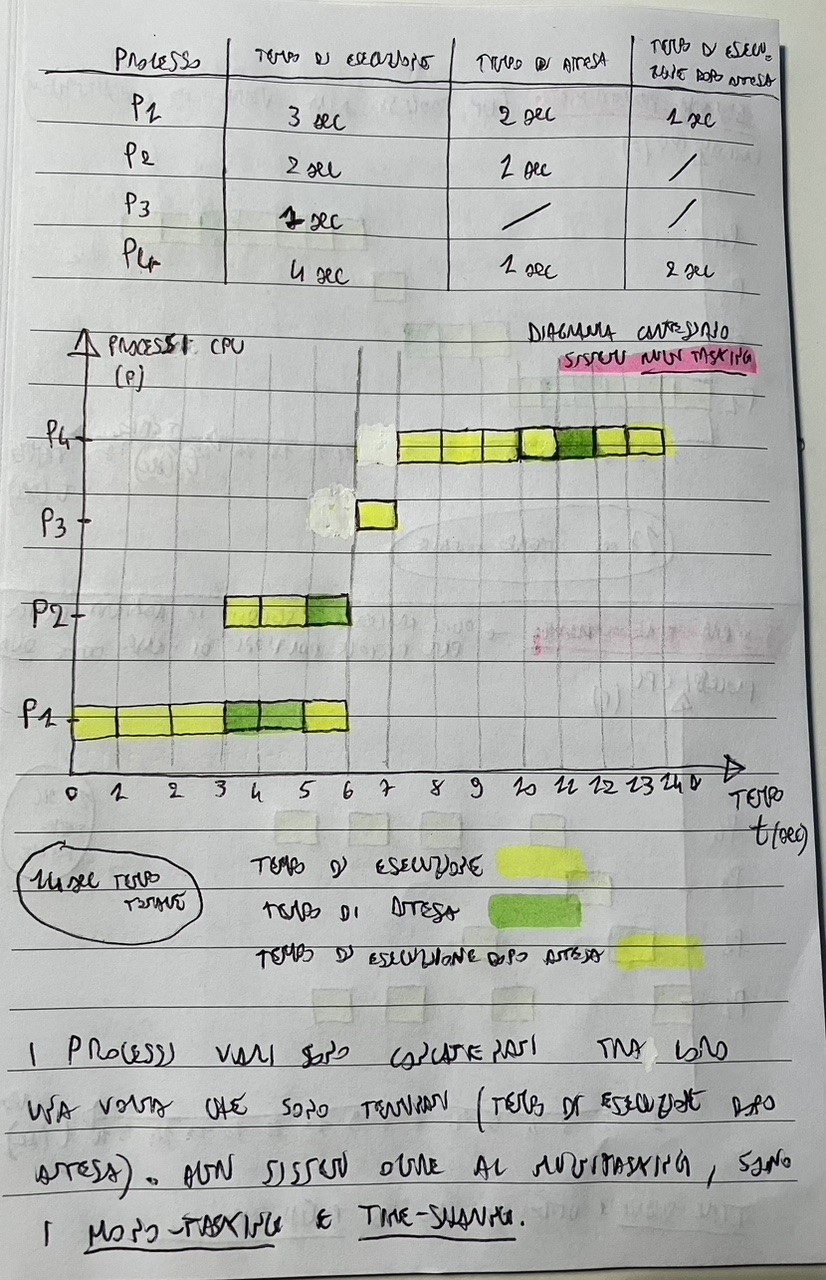 PROCESSO TEMPO DI ESECUZIONE TEMPO DI ATTESA TEMPO DI ESECU-
ZIONE DOPO ATTESA
P1 3 sec 2 sec 1 sec
P2 2 sec 1 sec /
P3 1 sec / /
P4 4 sec 1 sec 2 sec
DIAGRAMMA CARTESIANO
SISTEMI MULTITASKING
PROCESSI CPU
(P)
P4
P3
P2
P1
0 1 2 3 4 5 6 7 8 9 10 11 12 13 14
TEMPO
t(sec)
14 sec TEMPO
TOTALE
TEMPO DI ESECUZIONE
TEMPO DI ATTESA
TEMPO DI ESECUZIONE DOPO ATTESA
I PROCESSI VARI SONO CONCATENATI TRA LORO
UNA VOLTA CHE SONO TERMINATI (TEMPO DI ESECUZIONE DOPO
ATTESA). SISTEMI OLTRE AL MULTITASKING, SONO
I MONO-TASKING E TIME-SHARING.